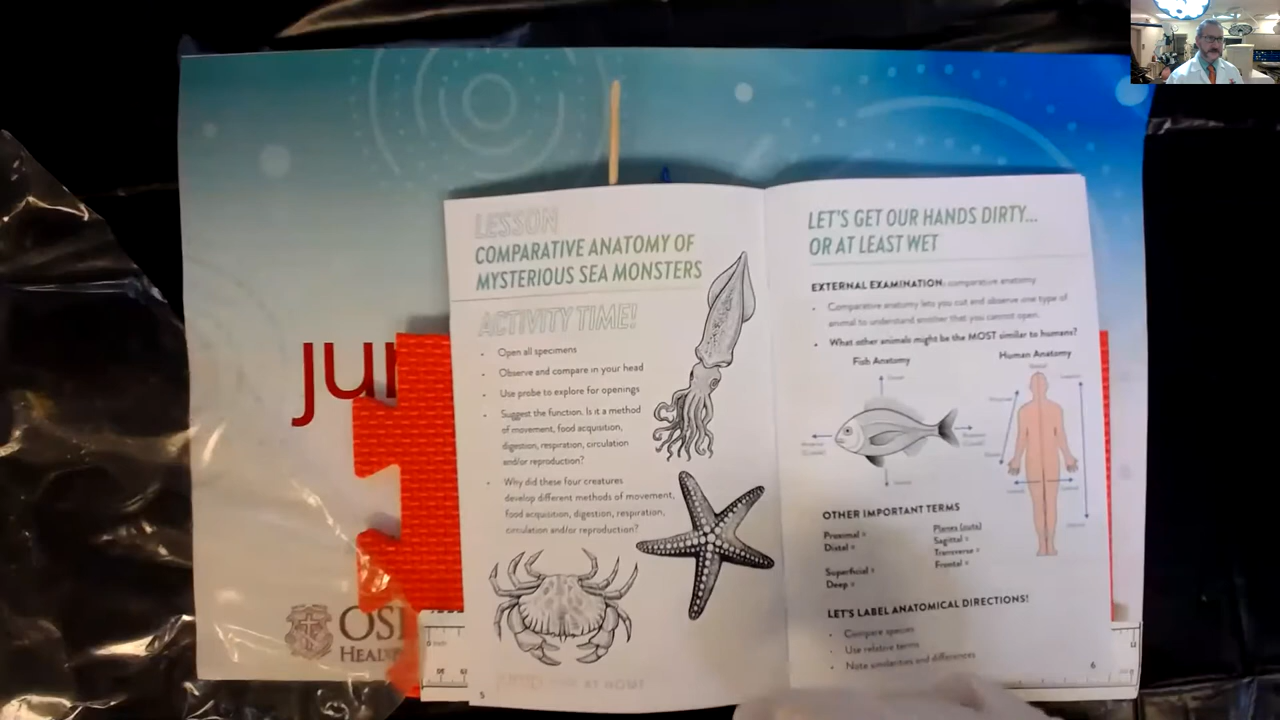 LESSON
COMPARATIVE ANATOMY OF
MYSTERIOUS SEA MONSTERS
ACTIVITY TIME!
• Open all specimens
• Observe and compare in your head
• Use probe to explore for openings
• Suggest the function. Is it a method
of movement, food acquisition,
digestion, respiration, circulation
and/or reproduction?
• Why did these four creatures
develop different methods of movement,
food acquisition, digestion, respiration,
circulation and/or reproduction?
AT HOME
5
LET'S GET OUR HANDS DIRTY...
OR AT LEAST WET
EXTERNAL EXAMINATION: comparative anatomy
• Comparative anatomy lets you cut and observe one type of
animal to understand another that you cannot open.
• What other animals might be the MOST similar to humans?
Fish Anatomy
Human Anatomy
OTHER IMPORTANT TERMS
Proximal =
Distal =
Superficial =
Deep =
Planes (cuts)
Sagittal =
Transverse =
Frontal =
LET'S LABEL ANATOMICAL DIRECTIONS!
• Compare species
• Use relative terms
• Note similarities and differences
6
JU
OS
HEAL